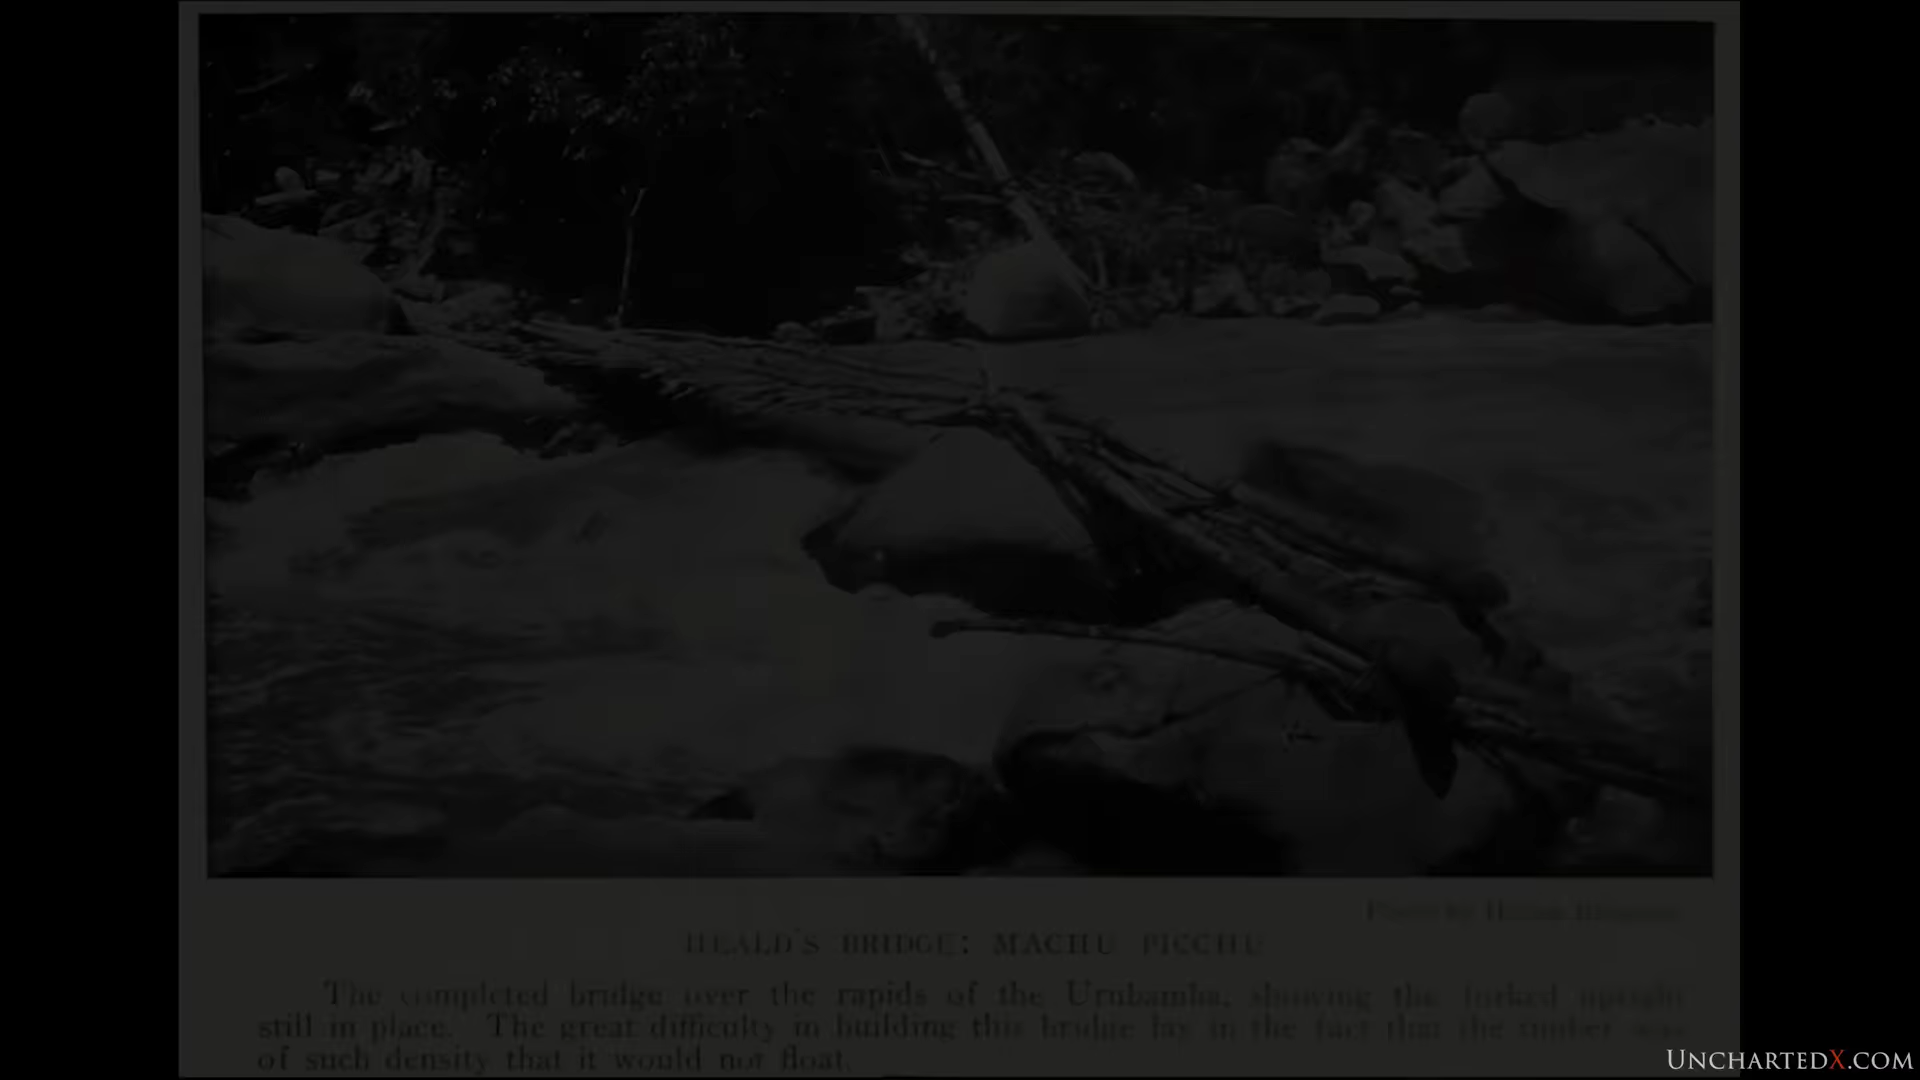 Photo by Hiram Bingham
HEALD'S BRIDGE: MACHU PICCHU
The completed bridge over the rapids of the Urubamba, showing the forked upright
still in place. The great difficulty in building this bridge lay in the fact that the timber was
of such density that it would not float.
UNCHARTEDX.COM